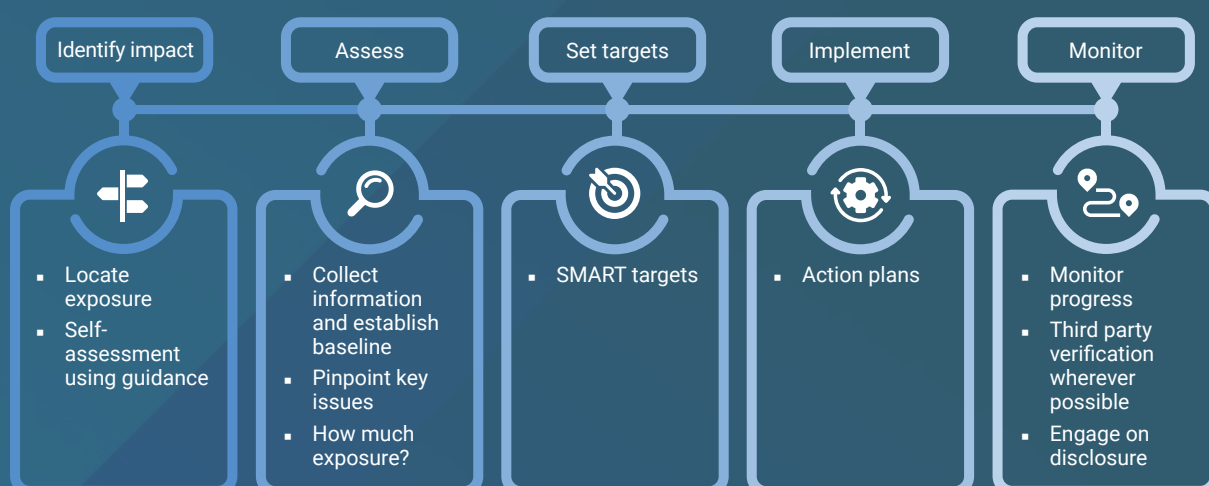 Identify impact
Assess
Set targets
Implement
Monitor
▪ Locate
exposure
▪ Self-
assessment
using guidance
▪ Collect
information
and establish
baseline
▪ Pinpoint key
issues
▪ How much
exposure?
▪ SMART targets
▪ Action plans
▪ Monitor
progress
▪ Third party
verification
wherever
possible
▪ Engage on
disclosure